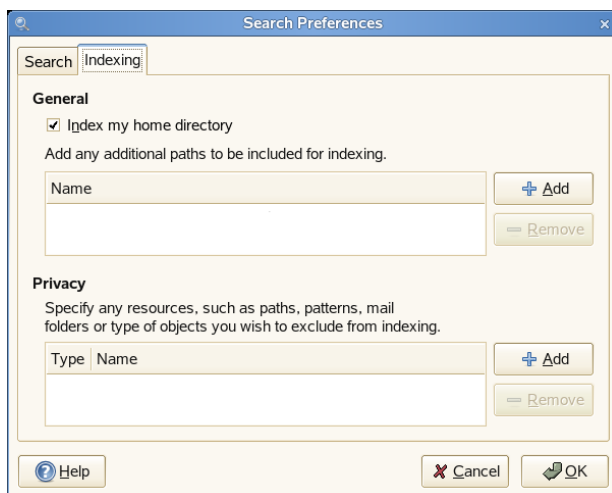 Search Preferences
Search
Indexing
General
Index my home directory
Add any additional paths to be included for indexing.
Name
Add
Remove
Privacy
Specify any resources, such as paths, patterns, mail
folders or type of objects you wish to exclude from indexing.
Type Name
Add
Remove
Help
Cancel
OK